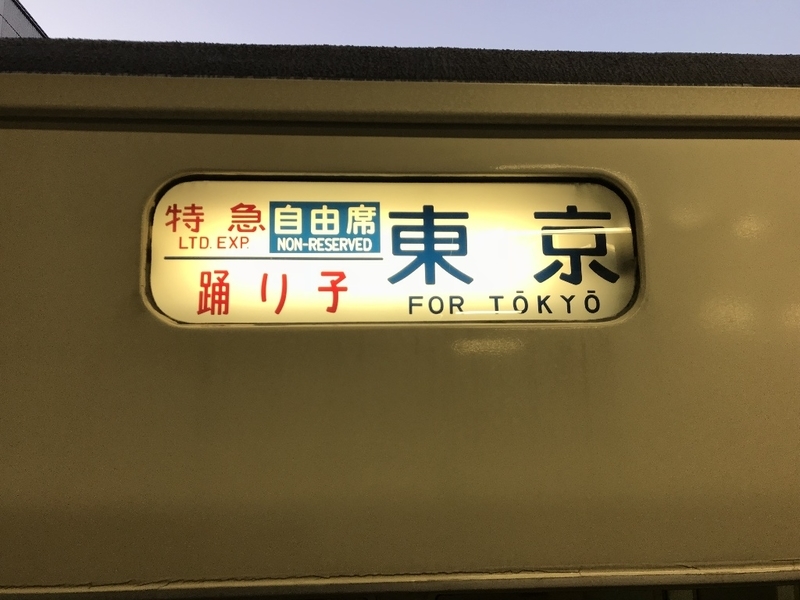 特急 自由席 東京
LTD. EXP. NON-RESERVED
踊り子 FOR TŌKYŌ